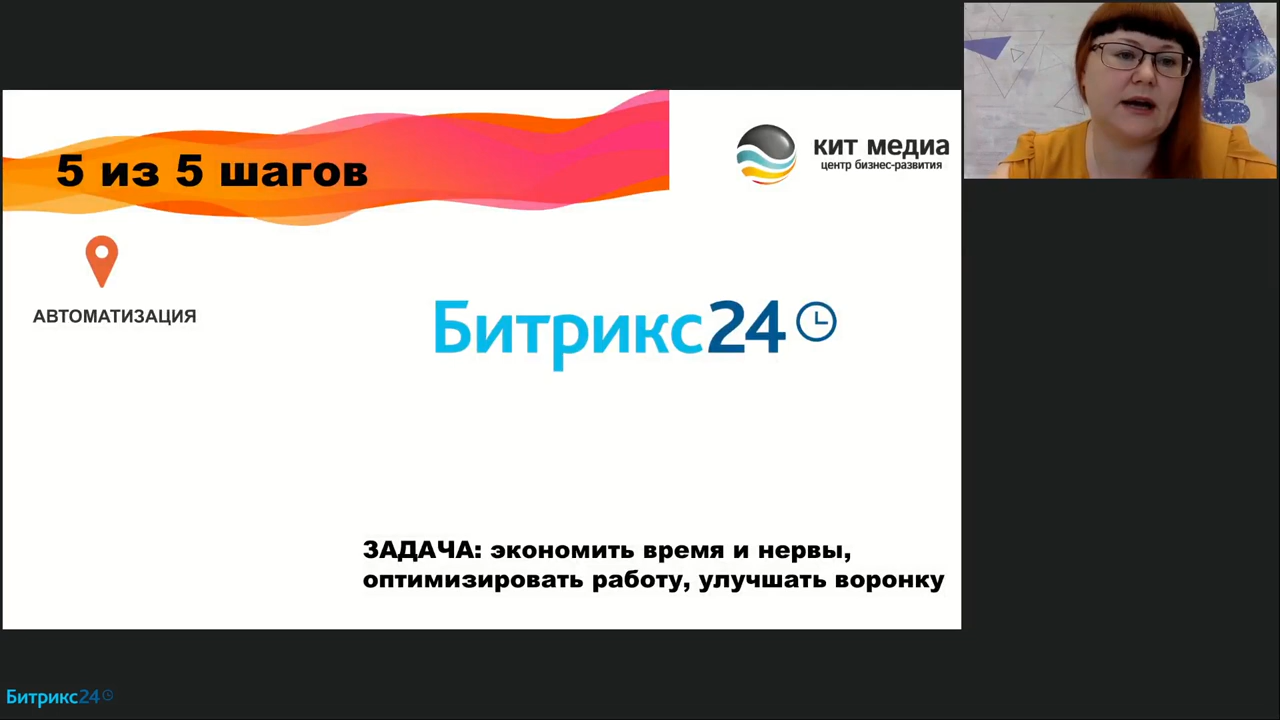 5 из 5 шагов
КИТ МЕДИА
центр бизнес-развития
АВТОМАТИЗАЦИЯ
Битрикс24
ЗАДАЧА: экономить время и нервы,
оптимизировать работу, улучшать воронку
Битрикс24